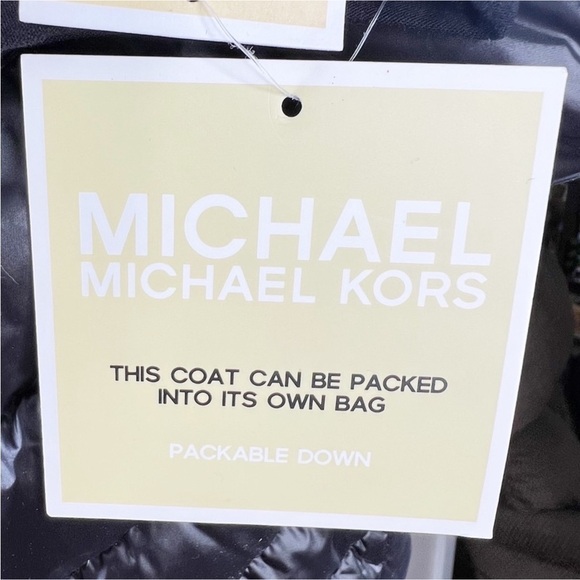 MICHAEL
MICHAEL KORS
THIS COAT CAN BE PACKED
INTO ITS OWN BAG
PACKABLE DOWN